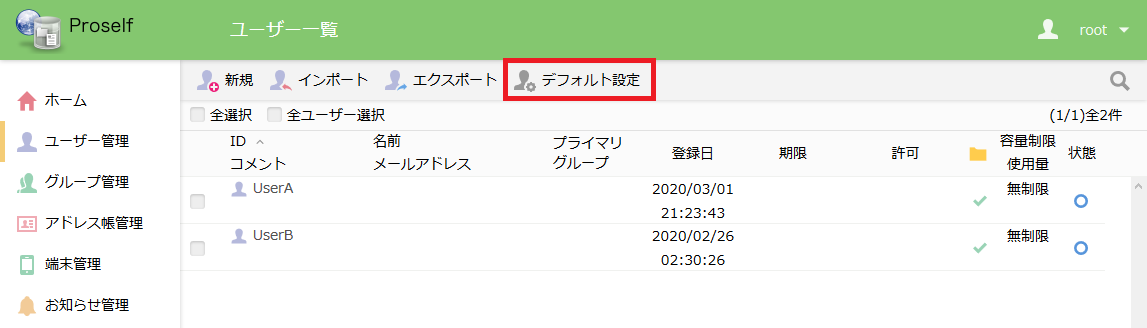 Proself
ユーザー一覧
root
ホーム
ユーザー管理
グループ管理
アドレス帳管理
端末管理
お知らせ管理
新規 インポート エクスポート デフォルト設定
全選択 全ユーザー選択 (1/1)全2件
ID 名前 プライマリ 登録日 期限 許可 容量制限 状態
コメント メールアドレス グループ 使用量
UserA 2020/03/01 無制限
21:23:43
UserB 2020/02/26 無制限
02:30:26